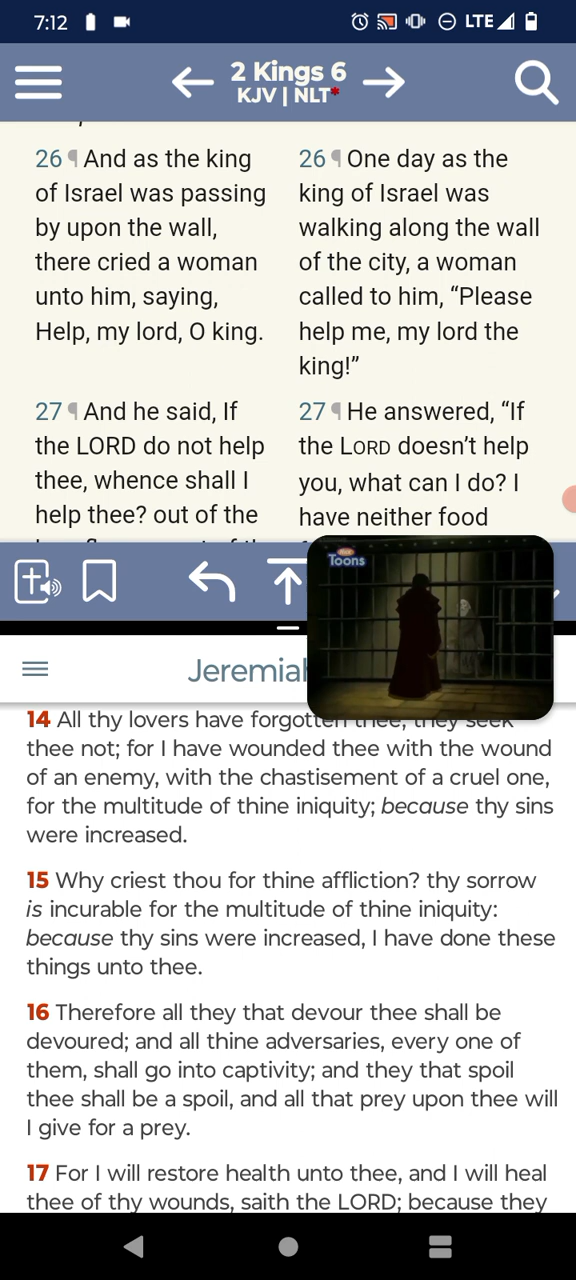 7:12
LTE
2 Kings 6
KJV | NLT*
26 ¶ And as the king
of Israel was passing
by upon the wall,
there cried a woman
unto him, saying,
Help, my lord, O king.
27 ¶ And he said, If
the LORD do not help
thee, whence shall I
help thee? out of the
26 ¶ One day as the
king of Israel was
walking along the wall
of the city, a woman
called to him, “Please
help me, my lord the
king!”
27 ¶ He answered, “If
the LORD doesn’t help
you, what can I do? I
have neither food
Toons
Jeremiah
14 All thy lovers have forgotten thee; they seek
thee not; for I have wounded thee with the wound
of an enemy, with the chastisement of a cruel one,
for the multitude of thine iniquity; because thy sins
were increased.
15 Why criest thou for thine affliction? thy sorrow
is incurable for the multitude of thine iniquity:
because thy sins were increased, I have done these
things unto thee.
16 Therefore all they that devour thee shall be
devoured; and all thine adversaries, every one of
them, shall go into captivity; and they that spoil
thee shall be a spoil, and all that prey upon thee will
I give for a prey.
17 For I will restore health unto thee, and I will heal
thee of thy wounds, saith the LORD; because they